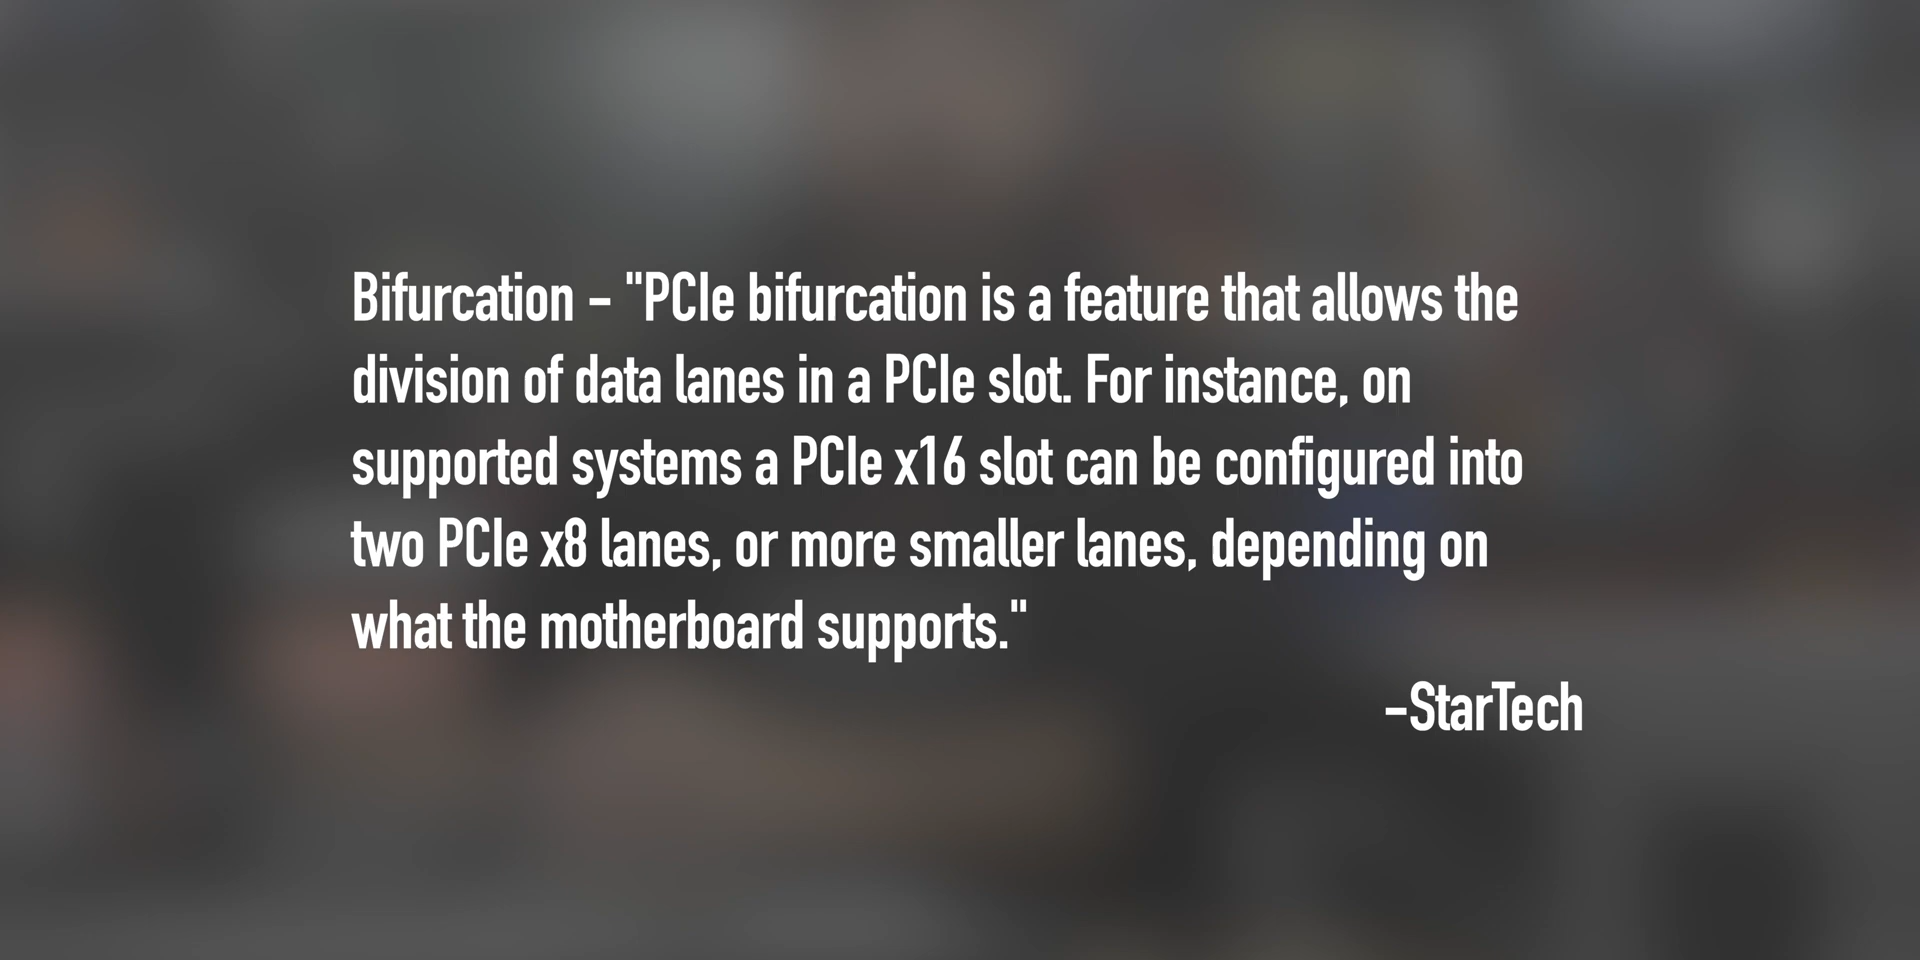 Bifurcation - "PCIe bifurcation is a feature that allows the
division of data lanes in a PCIe slot. For instance, on
supported systems a PCIe x16 slot can be configured into
two PCIe x8 lanes, or more smaller lanes, depending on
what the motherboard supports."
-StarTech